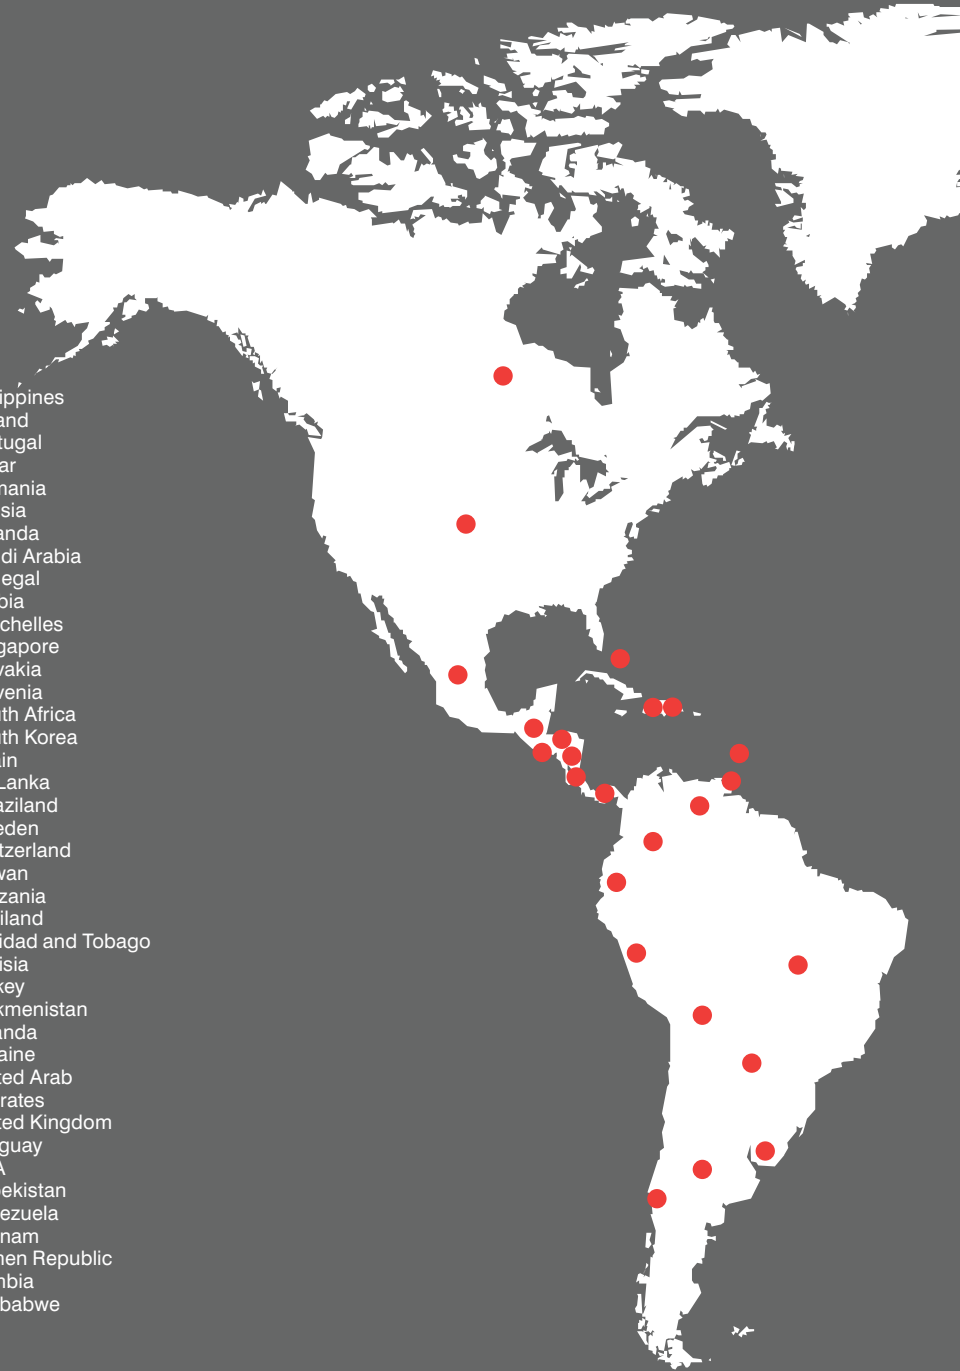 ippines
and
tugal
ar
nania
sia
anda
di Arabia
egal
bia
chelles
gapore
vakia
venia
th Africa
th Korea
in
Lanka
aziland
eden
tzerland
wan
zania
iland
idad and Tobago
isia
key
kmenistan
anda
aine
ted Arab
rates
ted Kingdom
guay
A
ekistan
ezuela
nam
nen Republic
nbia
babwe